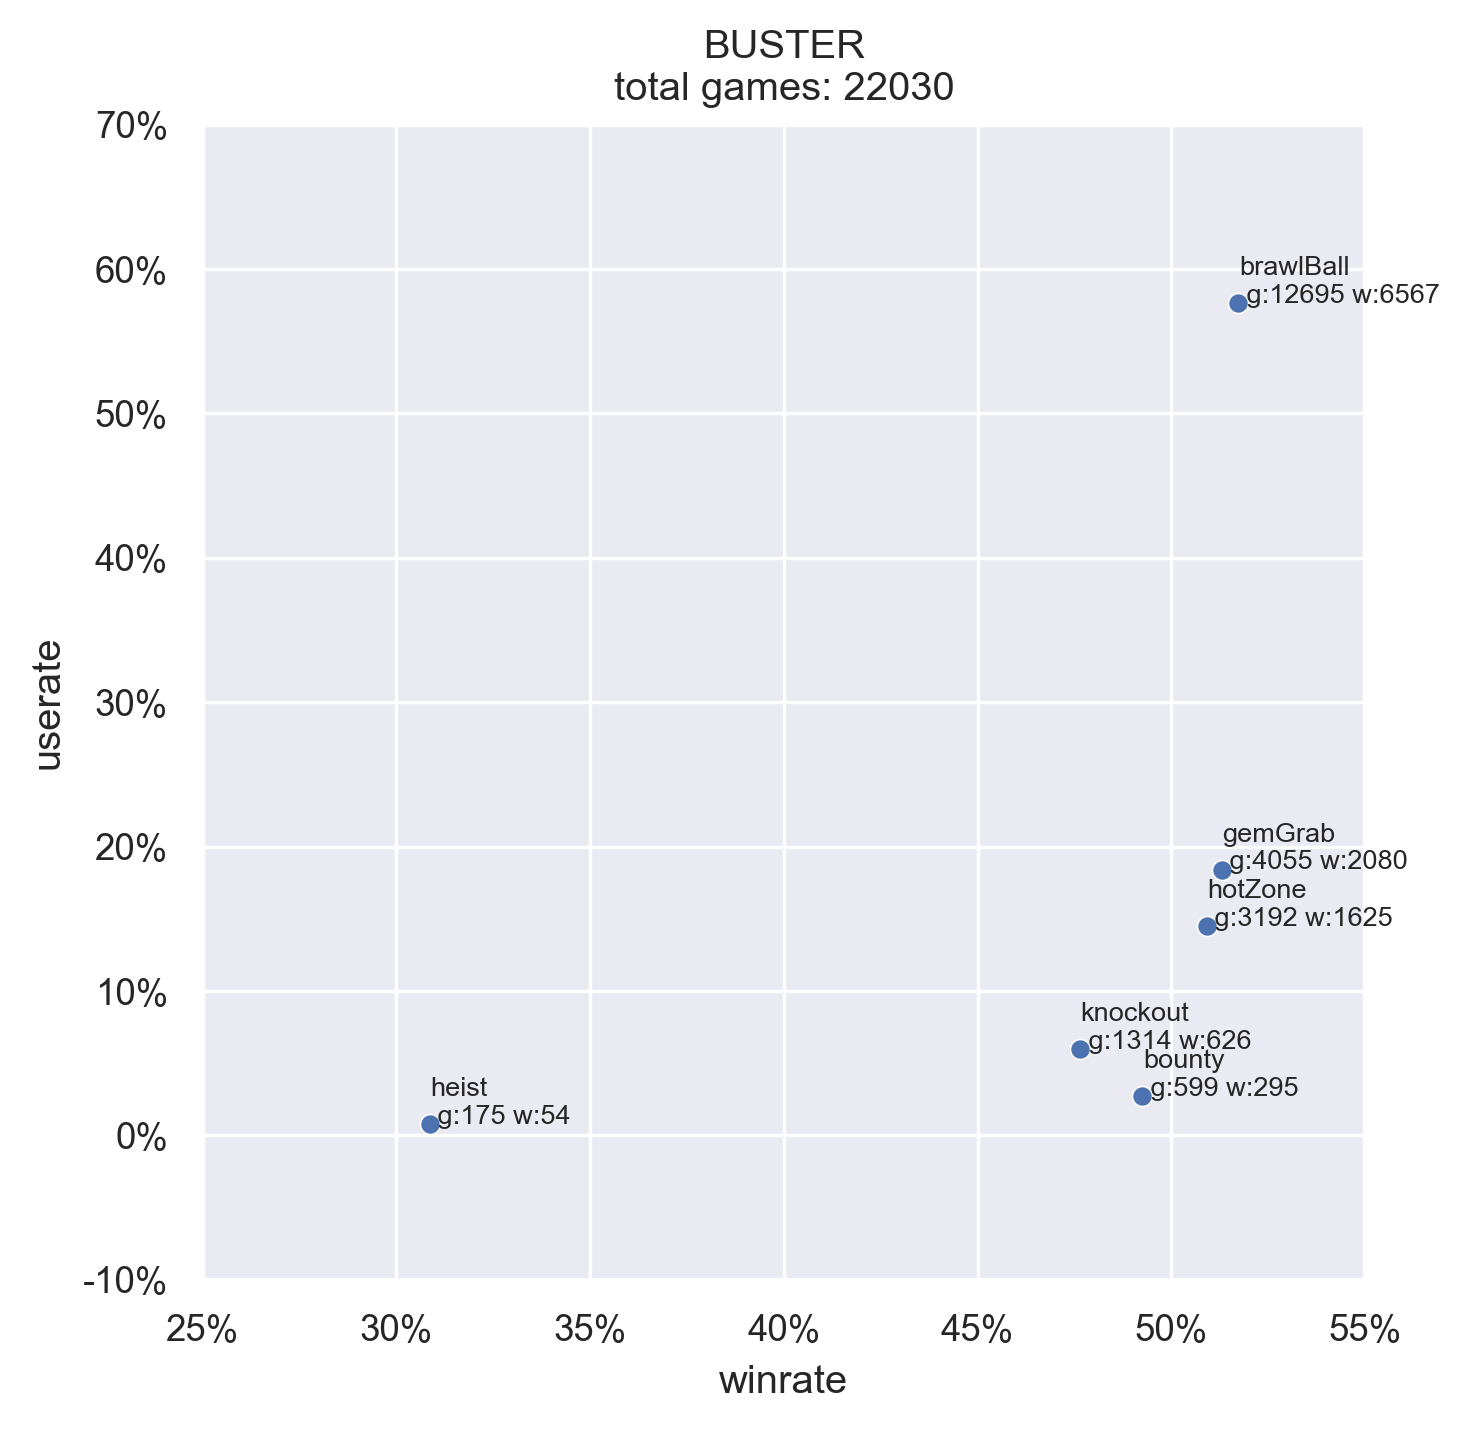 BUSTER
total games: 22030
70%
60%
50%
40%
30%
20%
10%
0%
-10%
userate
brawlBall
g:12695 w:6567
gemGrab
g:4055 w:2080
hotZone
g:3192 w:1625
knockout
g:1314 w:626
bounty
g:599 w:295
heist
g:175 w:54
25%
30%
35%
40%
45%
50%
55%
winrate